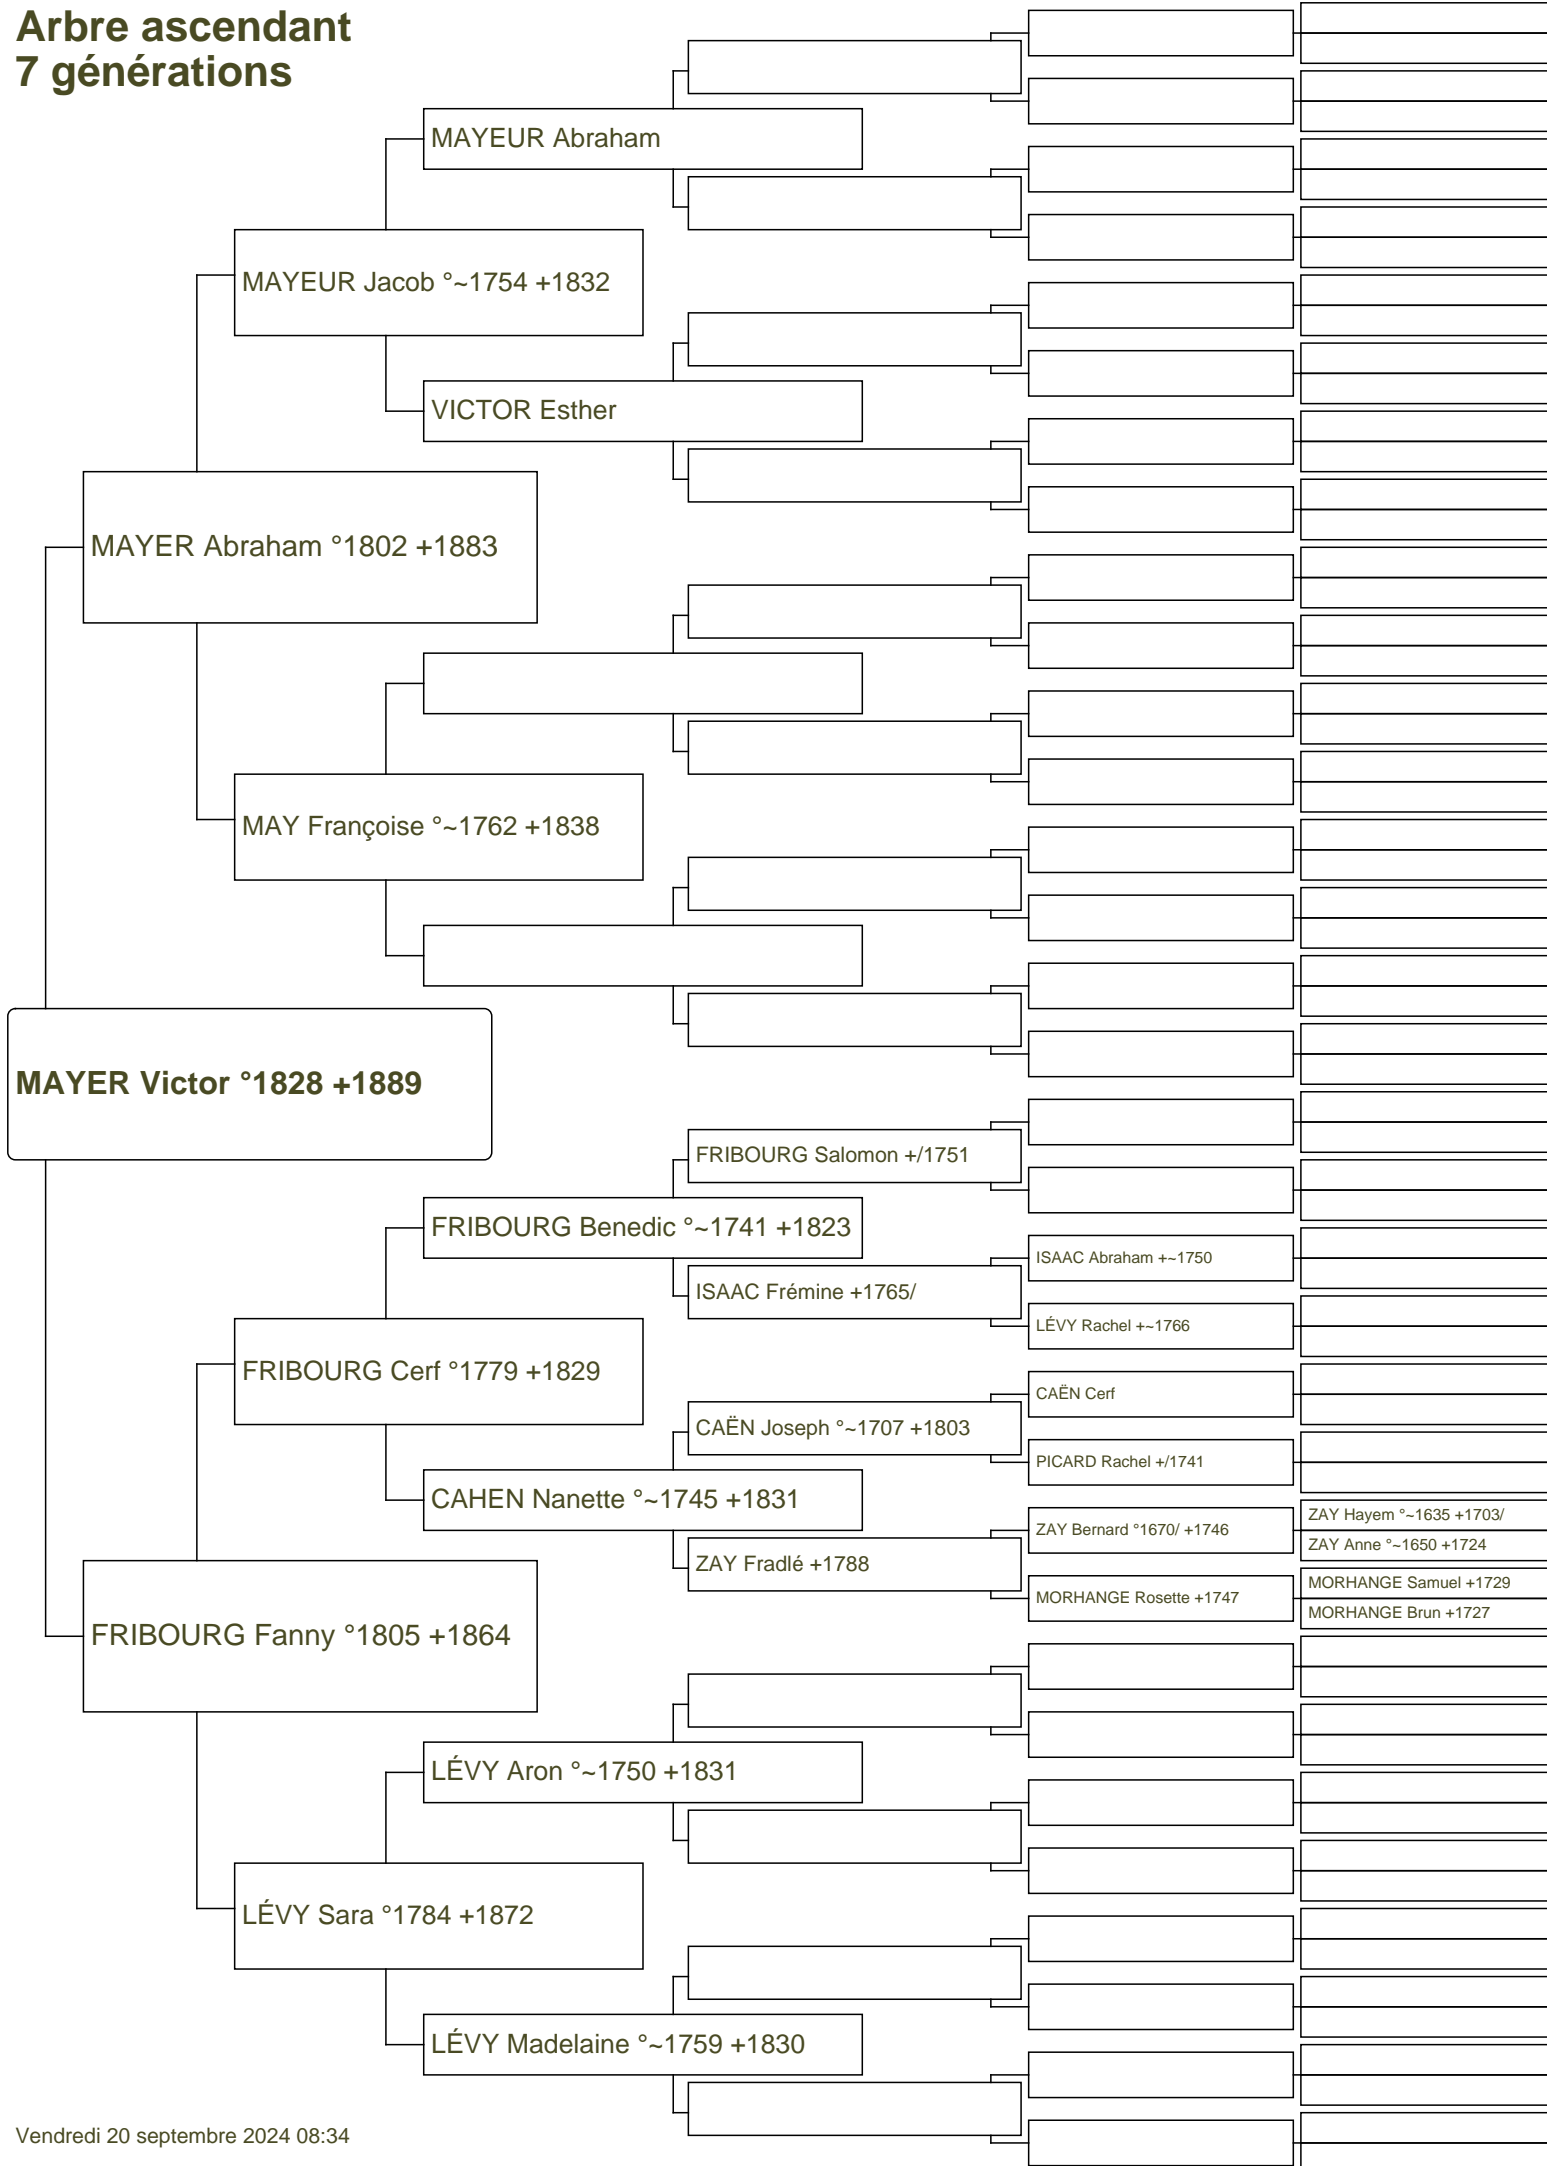 Arbre ascendant
7 générations
MAYEUR Abraham
MAYEUR Jacob °~1754 +1832
VICTOR Esther
MAYER Abraham °1802 +1883
MAY Françoise °~1762 +1838
MAYER Victor °1828 +1889
FRIBOURG Salomon +/1751
FRIBOURG Benedic °~1741 +1823
ISAAC Abraham +~1750
ISAAC Frémine +1765/
LÉVY Rachel +~1766
FRIBOURG Cerf °1779 +1829
CAËN Cerf
CAËN Joseph °~1707 +1803
PICARD Rachel +/1741
CAHEN Nanette °~1745 +1831
ZAY Hayem °~1635 +1703/
ZAY Bernard °1670/ +1746
ZAY Anne °~1650 +1724
ZAY Fradlé +1788
MORHANGE Samuel +1729
MORHANGE Rosette +1747
MORHANGE Brun +1727
FRIBOURG Fanny °1805 +1864
LÉVY Aron °~1750 +1831
LÉVY Sara °1784 +1872
LÉVY Madelaine °~1759 +1830
Vendredi 20 septembre 2024 08:34